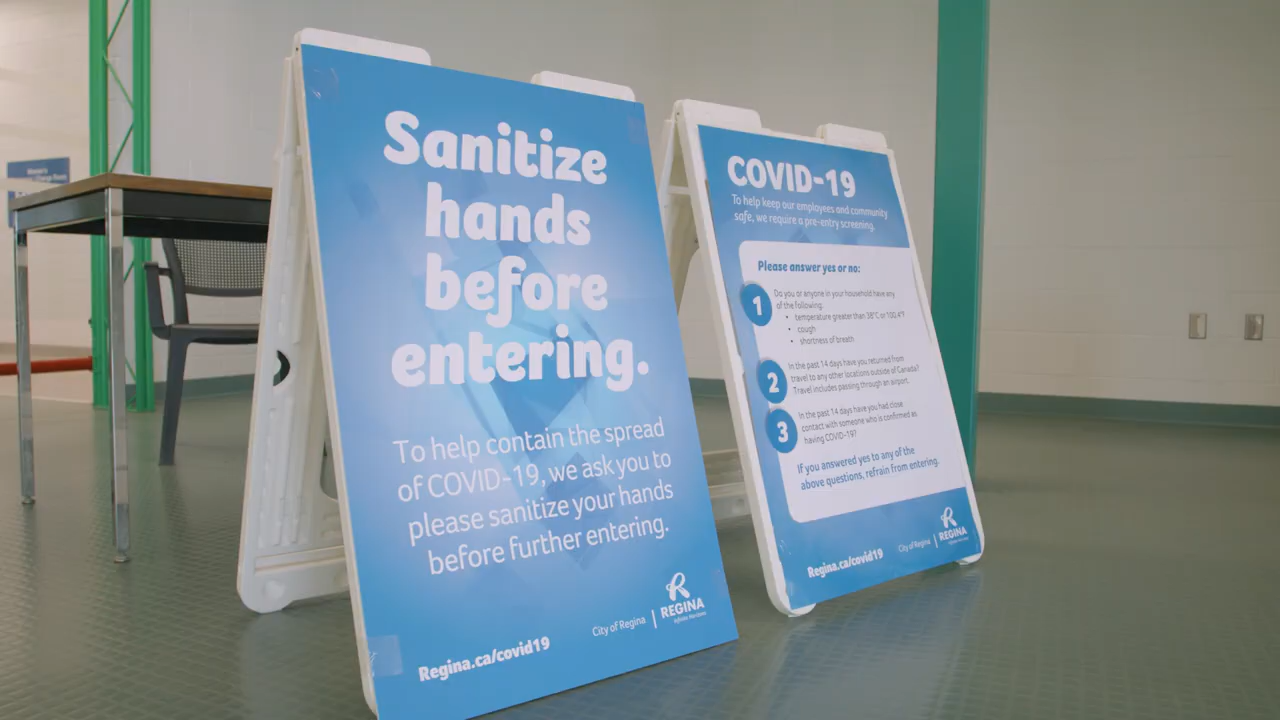 Sanitize
hands
before
entering.
To help contain the spread
of COVID-19, we ask you to
please sanitize your hands
before further entering.
Regina.ca/covid19
City of Regina
REGINA
Infinite Horizons
COVID-19
To help keep our employees and community
safe, we require a pre-entry screening.
Please answer yes or no:
1
Do you or anyone in your household have any
of the following:
• temperature greater than 38°C or 100.4°F
• cough
• shortness of breath
2
In the past 14 days have you returned from
travel to any other locations outside of Canada?
Travel includes passing through an airport.
3
In the past 14 days have you had close
contact with someone who is confirmed as
having COVID-19?
If you answered yes to any of the
above questions, refrain from entering.
Regina.ca/covid19
City of Regina
REGINA